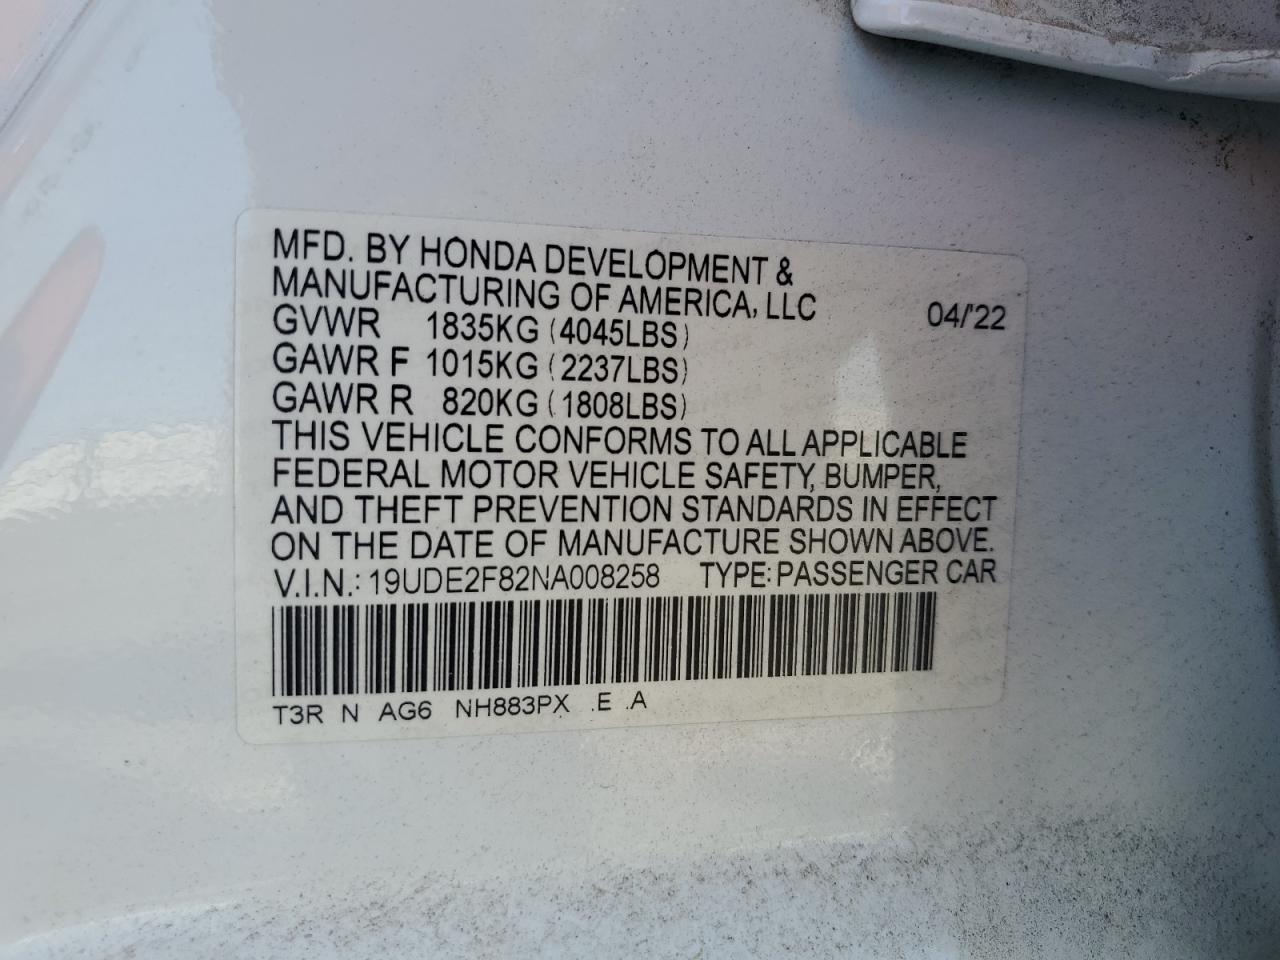 MFD. BY HONDA DEVELOPMENT &
MANUFACTURING OF AMERICA, LLC 04/'22
GVWR 1835KG (4045LBS)
GAWR F 1015KG (2237LBS)
GAWR R 820KG (1808LBS)
THIS VEHICLE CONFORMS TO ALL APPLICABLE
FEDERAL MOTOR VEHICLE SAFETY, BUMPER,
AND THEFT PREVENTION STANDARDS IN EFFECT
ON THE DATE OF MANUFACTURE SHOWN ABOVE.
V.I.N.: 19UDE2F82NA008258 TYPE: PASSENGER CAR
T3R N AG6 NH883PX .E .A